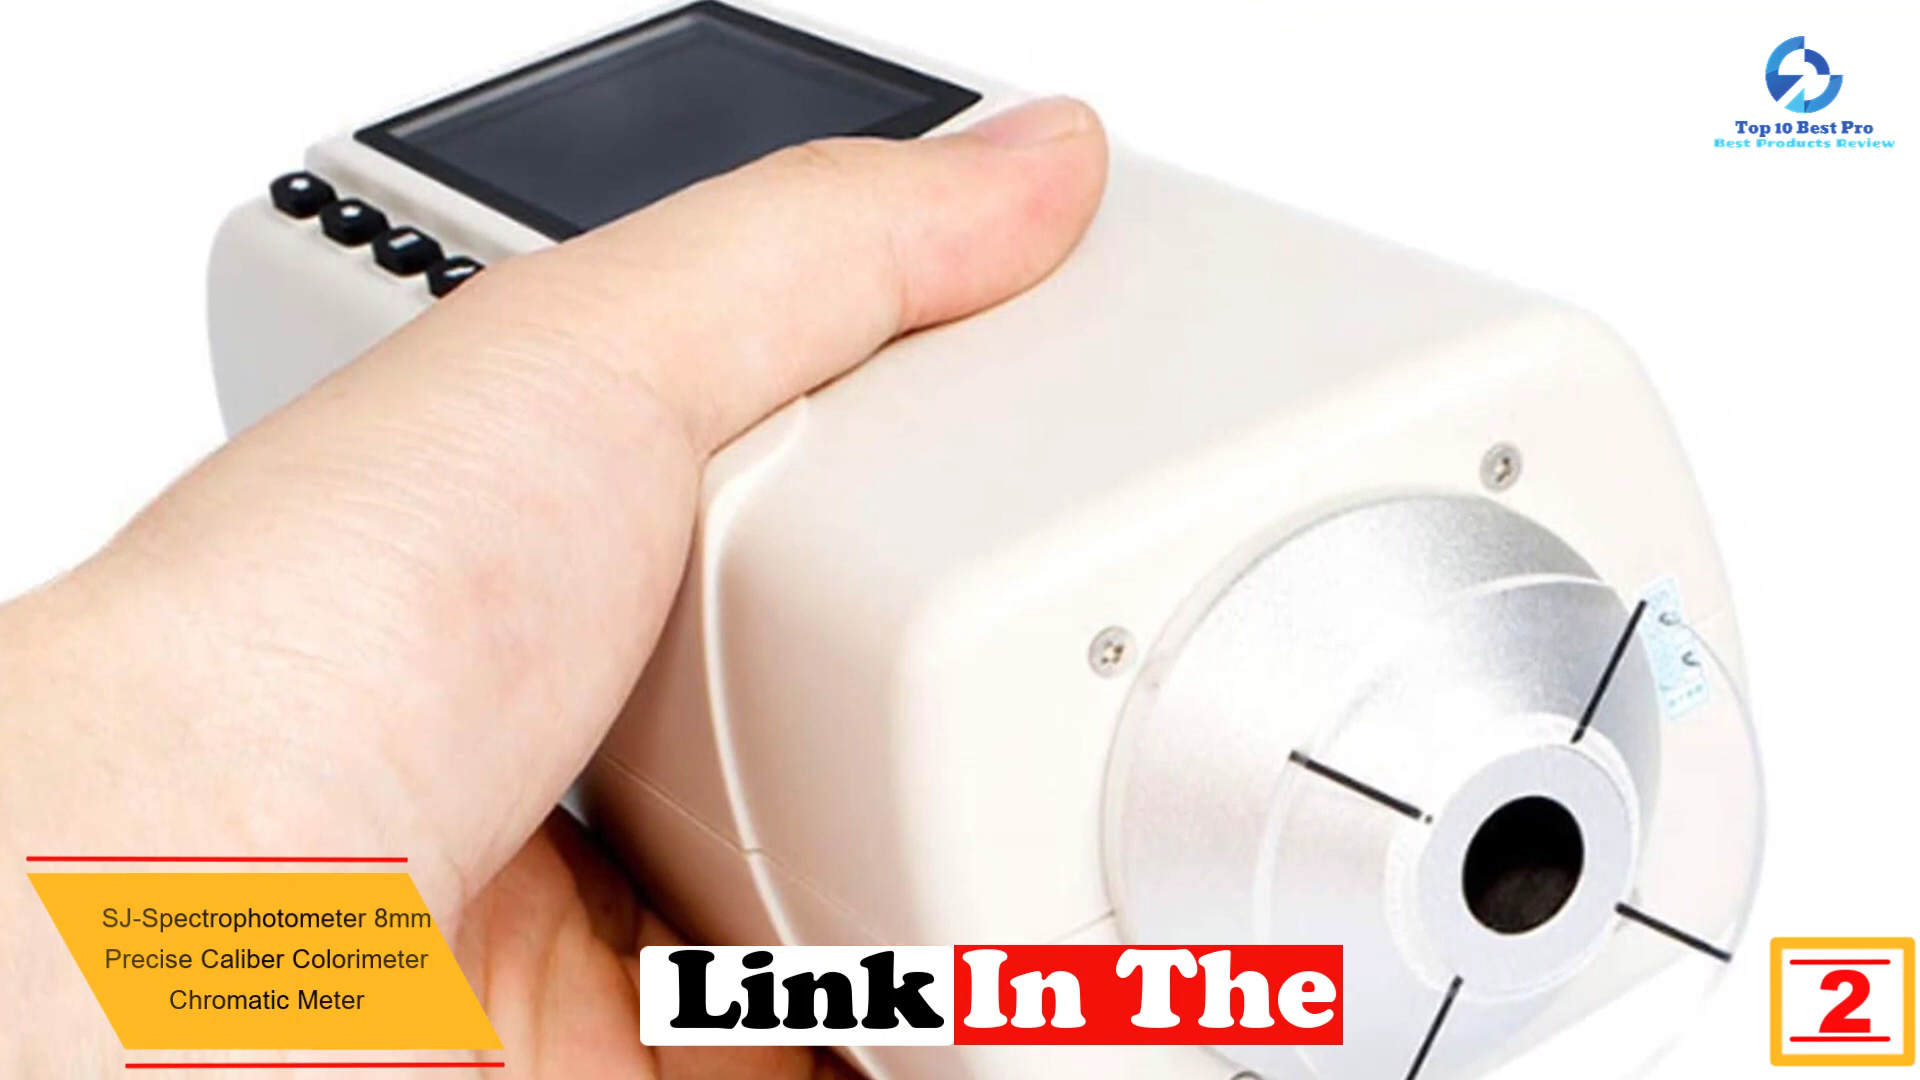 Top 10 Best Pro
Best Products Review
SJ-Spectrophotometer 8mm
Precise Caliber Colorimeter
Chromatic Meter
Link In The
2